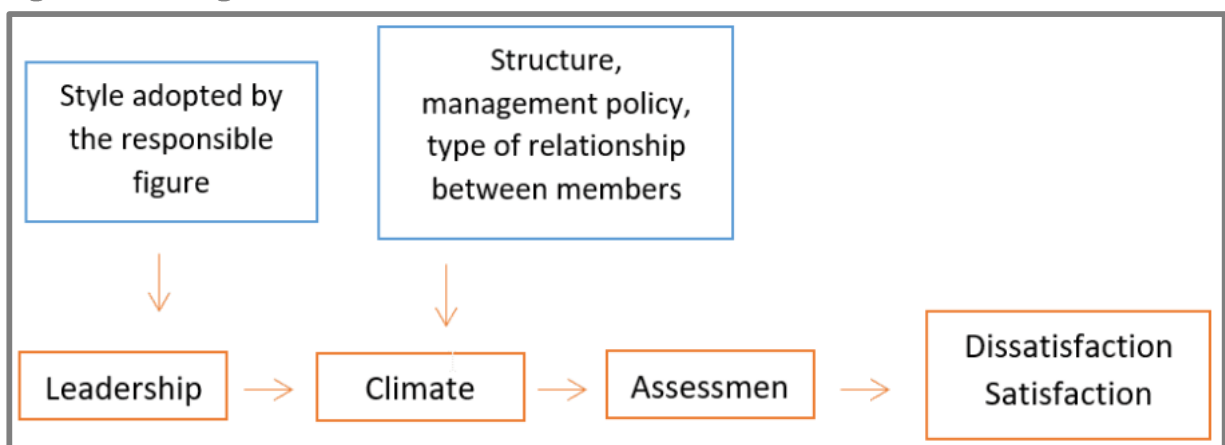 Style adopted by
the responsible
figure
Structure,
management policy,
type of relationship
between members
Leadership
Climate
Assessmen
Dissatisfaction
Satisfaction